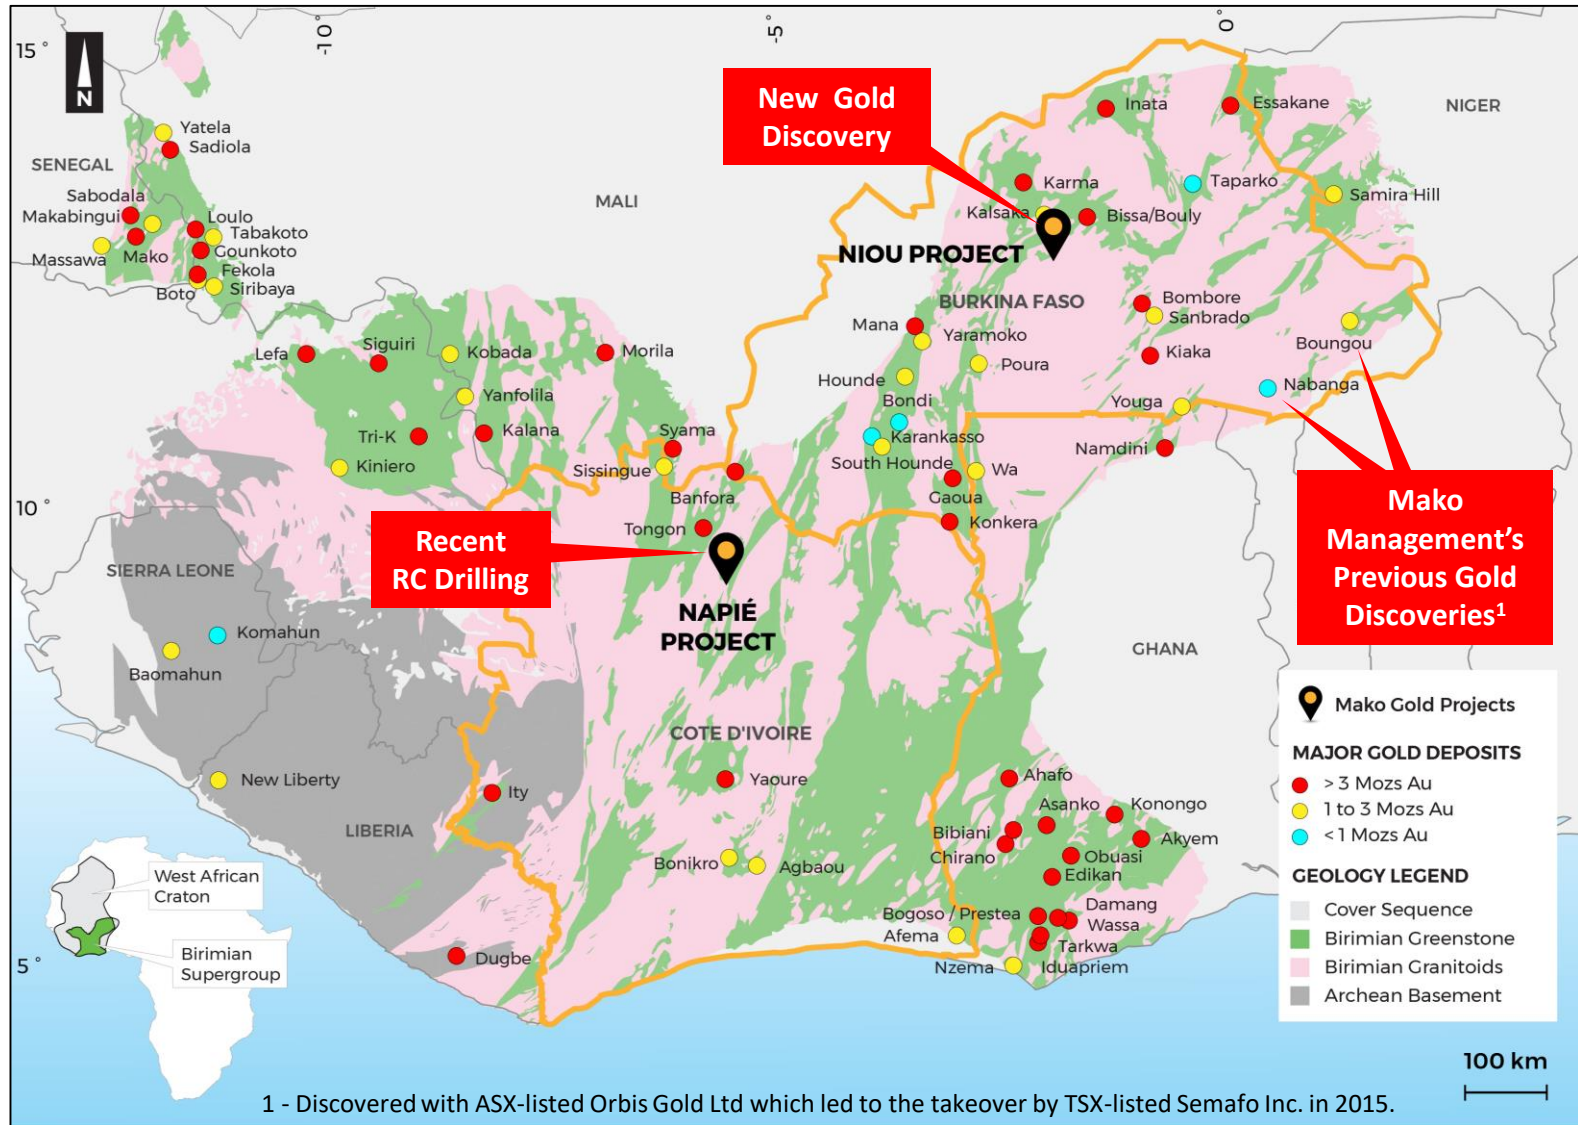 15 °
-10 °
-5 °
0 °
N
New Gold
Discovery
Inata
Essakane
NIGER
Yatela
Sadiola
SENEGAL
MALI
Karma
Taparko
Samira Hill
Sabodala
Makabingui
Loulo
Tabakoto
Gounkoto
Massawa
Mako
Fekola
Boto
Siribaya
Kalsaka
Bissa/Bouly
NIOU PROJECT
BURKINA FASO
Bombore
Sanbrado
Mana
Yaramoko
Boungou
Lefa
Siguiri
Kobada
Morila
Kiaka
Poura
Hounde
Nabanga
Yanfolila
Bondi
Youga
Tri-K
Kalana
Syama
Karankasso
Namdini
Kiniero
Sissingue
South Hounde
Wa
Banfora
Gaoua
10 °
Tongon
Konkera
Recent
RC Drilling
Mako
Management's
Previous Gold
Discoveries1
SIERRA LEONE
NAPIÉ
PROJECT
Komahun
Baomahun
GHANA
COTE D'IVOIRE
New Liberty
Yaoure
Ity
Ahafo
Asanko
Konongo
LIBERIA
Bibiani
Akyem
Chirano
Obuasi
Bonikro
Agbaou
Edikan
Damang
Bogoso / Prestea
Wassa
Afema
Tarkwa
5 °
Dugbe
Nzema
Iduapriem
West African
Craton
Birimian
Supergroup
Mako Gold Projects
MAJOR GOLD DEPOSITS
> 3 Mozs Au
1 to 3 Mozs Au
< 1 Mozs Au
GEOLOGY LEGEND
Cover Sequence
Birimian Greenstone
Birimian Granitoids
Archean Basement
100 km
1 - Discovered with ASX-listed Orbis Gold Ltd which led to the takeover by TSX-listed Semafo Inc. in 2015.